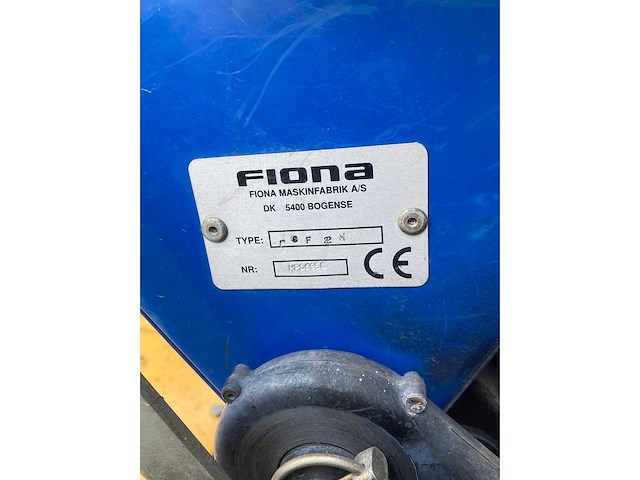 FIONA
FIONA MASKINFABRIK A/S
DK 5400 BOGENSE
TYPE:
NR:
CE